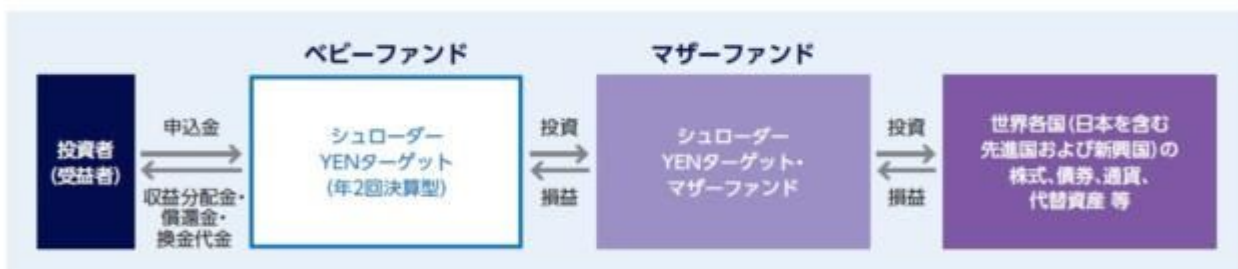 ベビーファンド
マザーファンド
投資者
(受益者)
申込金
収益分配金・
償還金・
換金代金
シュローダー
YENターゲット
(年2回決算型)
投資
損益
シュローダー
YENターゲット・
マザーファンド
投資
損益
世界各国(日本を含む
先進国および新興国)の
株式、債券、通貨、
代替資産 等